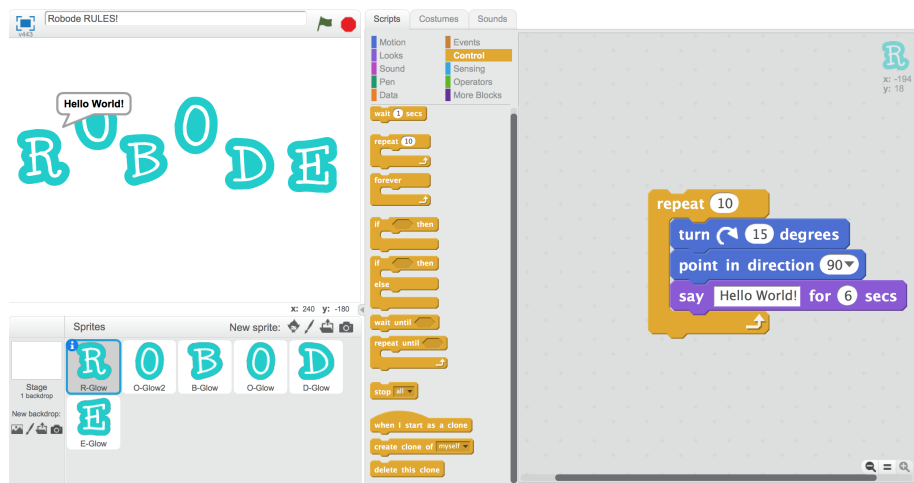 Robode RULES!
v443
Hello World!
R O B O D E
x: 240 y: -180
Sprites
New sprite:
Stage
1 backdrop
New backdrop:
R
R-Glow
O
O-Glow2
B
B-Glow
O
O-Glow
D
D-Glow
E
E-Glow
Scripts
Costumes
Sounds
Motion
Looks
Sound
Pen
Data
Events
Control
Sensing
Operators
More Blocks
wait 1 secs
repeat 10
forever
if then
if then
else
wait until
repeat until
stop all
when I start as a clone
create clone of myself
delete this clone
R
x: -194
y: 18
repeat 10
turn 15 degrees
point in direction 90
say Hello World! for 6 secs